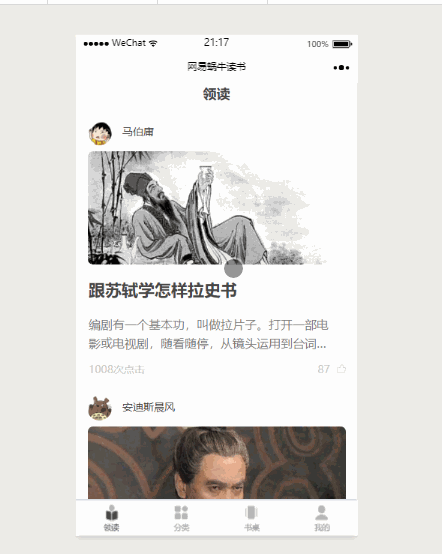 WeChat 21:17 100%
网易蜗牛读书
领读
马伯庸
跟苏轼学怎样拉史书
编剧有一个基本功，叫做拉片子。打开一部电
影或电视剧，随看随停，从镜头运用到台词...
1008次点击 87
安迪斯晨风
领读 分类 书桌 我的